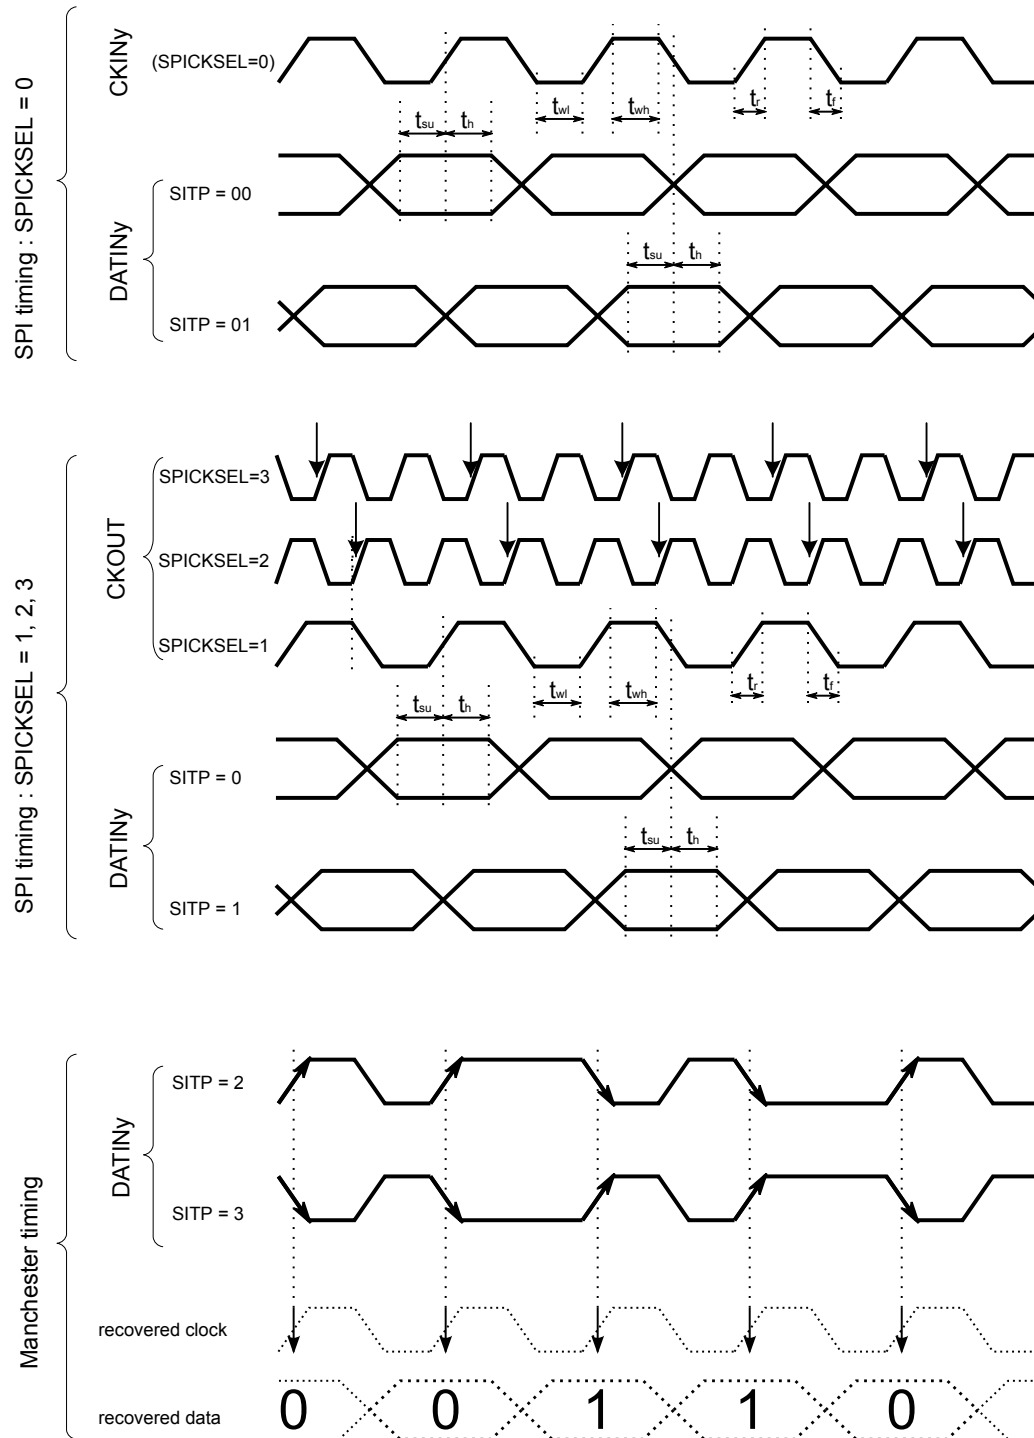 SPI timing : SPICKSEL = 0
CKINy
(SPICKSEL=0)
tsu
th
twl
twh
tr
tf
DATINy
SITP = 00
tsu
th
SITP = 01
SPI timing : SPICKSEL = 1, 2, 3
CKOUT
SPICKSEL=3
SPICKSEL=2
SPICKSEL=1
tsu
th
twl
twh
tr
tf
DATINy
SITP = 0
tsu
th
SITP = 1
Manchester timing
DATINy
SITP = 2
SITP = 3
recovered clock
recovered data
0 0 1 1 0